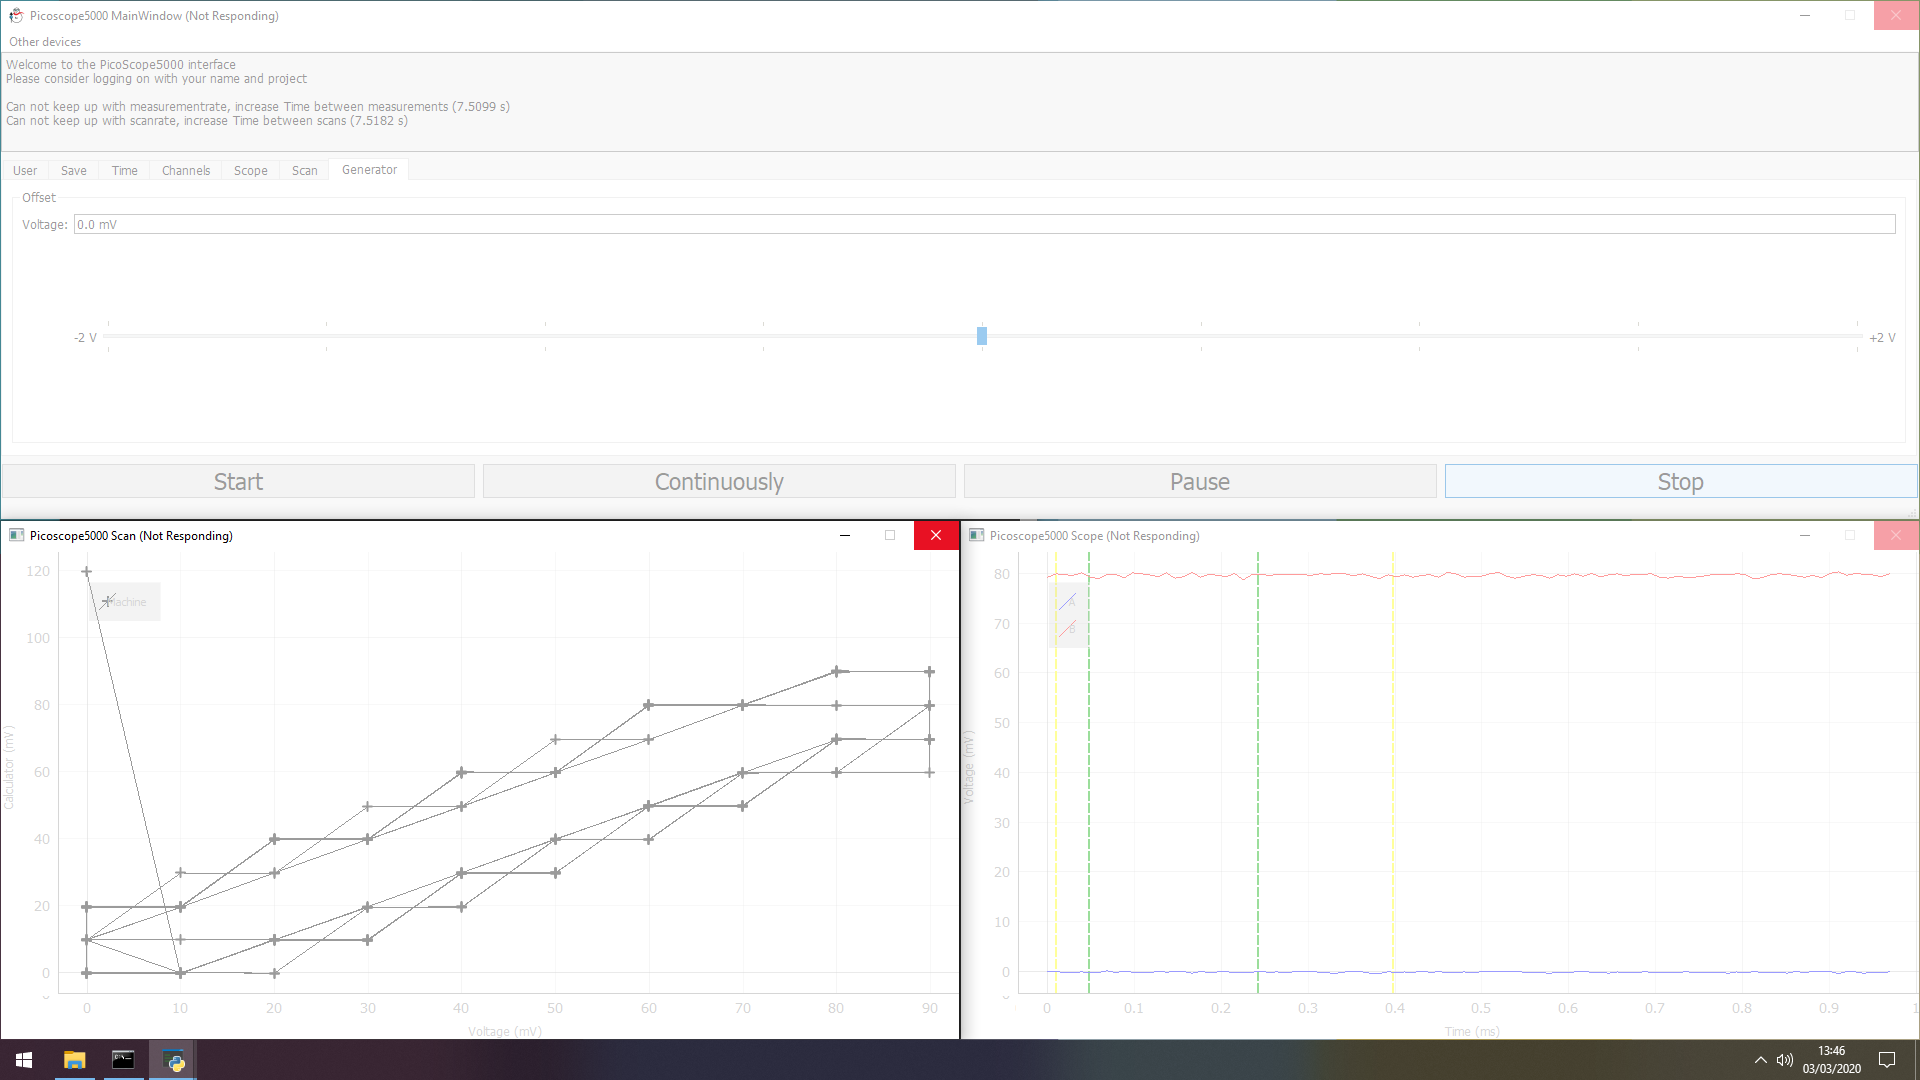 Picoscope5000 MainWindow (Not Responding)
Other devices
Welcome to the PicoScope5000 interface
Please consider logging on with your name and project
Can not keep up with measurementrate, increase Time between measurements (7.5099 s)
Can not keep up with scanrate, increase Time between scans (7.5182 s)
User Save Time Channels Scope Scan Generator
Offset
Voltage: 0.0 mV
-2 V +2 V
Start Continuously Pause Stop
Picoscope5000 Scan (Not Responding)
120
100
80
60
40
20
0
Calculator (mV)
Machine
0 10 20 30 40 50 60 70 80 90
Voltage (mV)
Picoscope5000 Scope (Not Responding)
80
70
60
50
40
30
20
10
0
Voltage (mV)
A
B
0 0.1 0.2 0.3 0.4 0.5 0.6 0.7 0.8 0.9 1
Time (ms)
13:46
03/03/2020